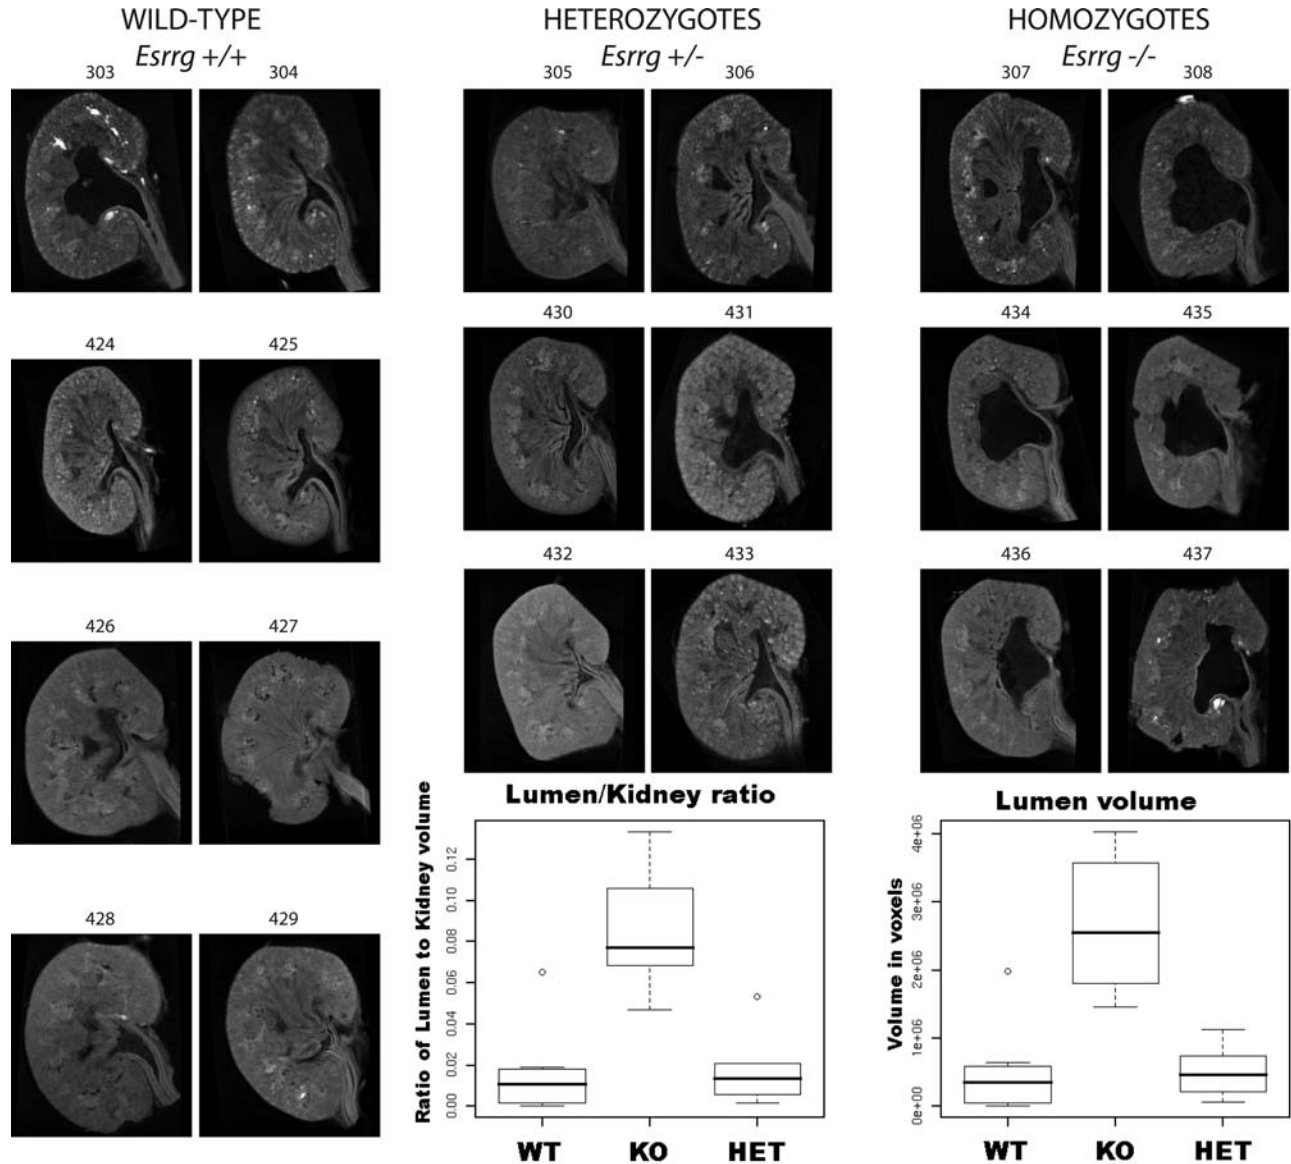 WILD-TYPE
Esrrg +/+
303 304
424 425
426 427
428 429
HETEROZYGOTES
Esrrg +/-
305 306
430 431
432 433
HOMOZYGOTES
Esrrg -/-
307 308
434 435
436 437
Lumen/Kidney ratio
Ratio of Lumen to Kidney volume
0.12
0.10
0.08
0.06
0.04
0.02
0.00
WT KO HET
Lumen volume
Volume in voxels
4e+06
3e+06
2e+06
1e+06
0e+00
WT KO HET